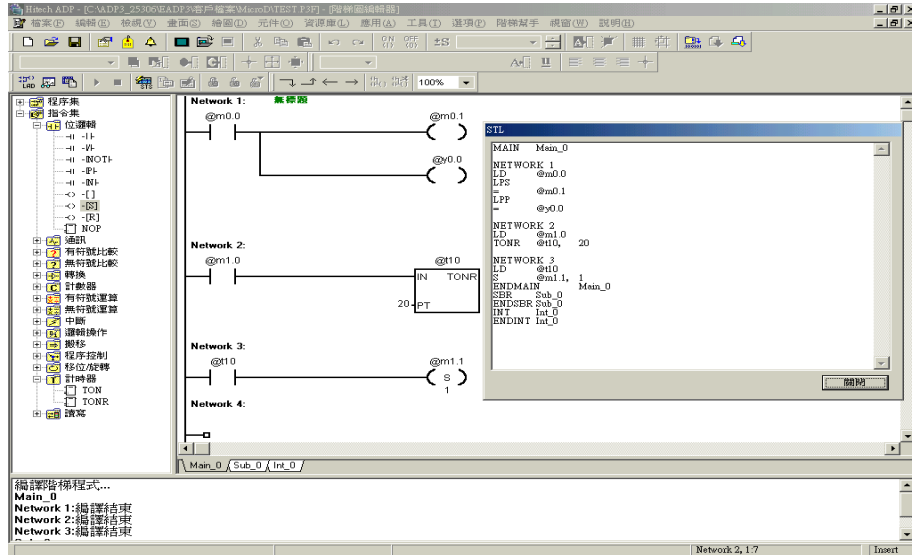 Hitech ADP - [C:\ADP3_25306\EADP3\客戶檔案\MicroD\TEST P3F] - [階梯圖編輯器]
檔案(F) 編輯(E) 檢視(V) 畫面(S) 繪圖(D) 元件(O) 資源庫(L) 應用(A) 工具(T) 選項(P) 階梯幫手 視窗(W) 說明(H)
100%
程序集
指令集
位邏輯
-| |-
-|/|-
-|NOT|-
-|P|-
-|N|-
-[ ]
-[S]
-[R]
NOP
通訊
有符號比較
無符號比較
轉換
計數器
有符號運算
無符號運算
中斷
邏輯操作
搬移
程序控制
移位/旋轉
計時器
TON
TONR
讀寫
Network 1: 無標題
@m0.0 @m0.1
@y0.0
Network 2:
@m1.0 @t10
IN TONR
20 PT
Network 3:
@t10 @m1.1
S
1
Network 4:
Main_0 Sub_0 Int_0
STL
MAIN Main_0
NETWORK 1
LD @m0.0
LPS
= @m0.1
LPP
= @y0.0
NETWORK 2
LD @m1.0
TONR @t10, 20
NETWORK 3
LD @t10
S @m1.1, 1
ENDMAIN Main_0
SBR Sub_0
ENDSBR Sub_0
INT Int_0
ENDINT Int_0
關閉
編譯階梯程式...
Main_0
Network 1:編譯結束
Network 2:編譯結束
Network 3:編譯結束
Network 2, 1:7 Insert